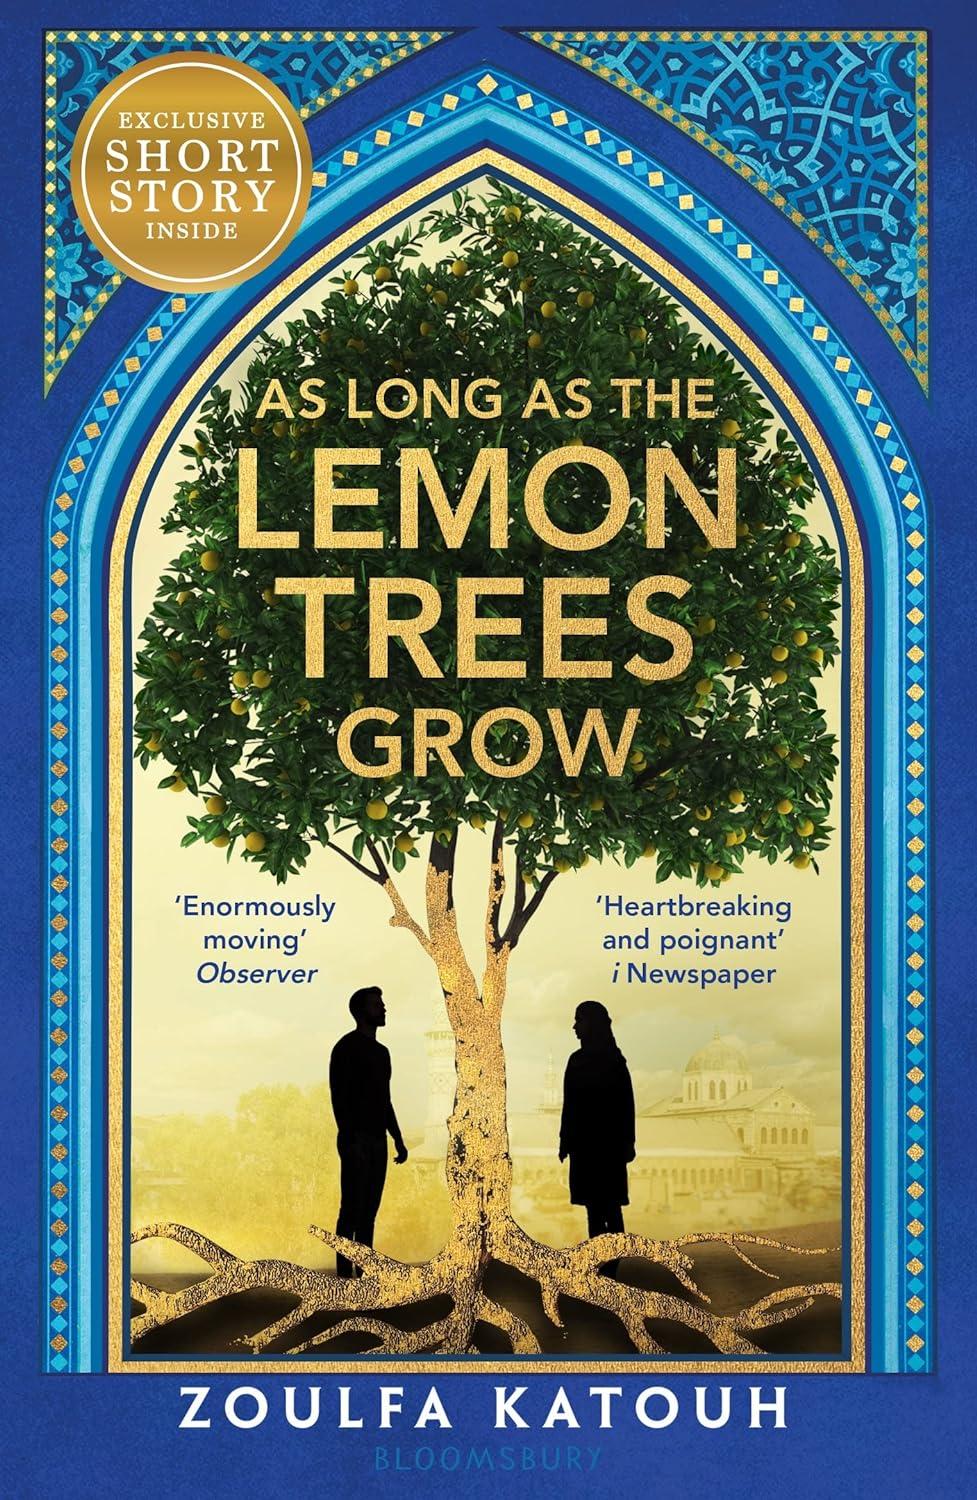 EXCLUSIVE
SHORT
STORY
INSIDE
AS LONG AS THE
LEMON
TREES
GROW
‘Enormously
moving’
Observer
‘Heartbreaking
and poignant’
i Newspaper
ZOULFA KATOUH
BLOOMSBURY